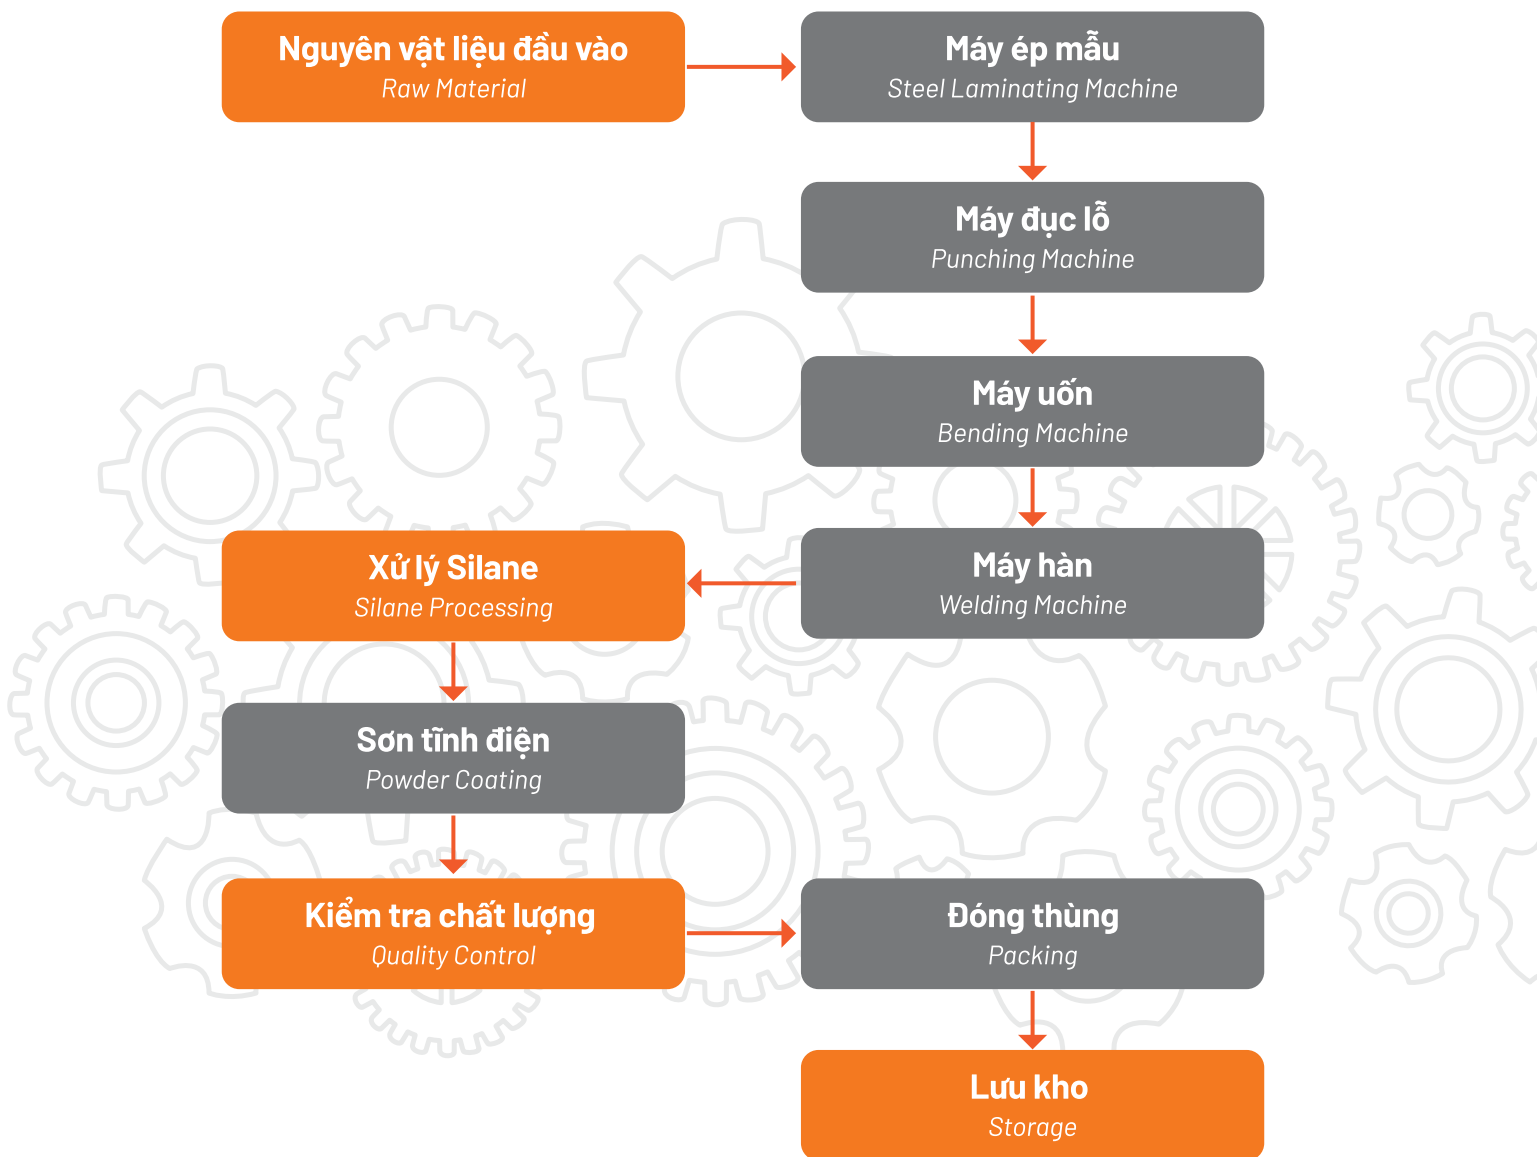 Nguyên vật liệu đầu vào
Raw Material
Máy ép mẫu
Steel Laminating Machine
Máy đục lỗ
Punching Machine
Máy uốn
Bending Machine
Máy hàn
Welding Machine
Xử lý Silane
Silane Processing
Sơn tĩnh điện
Powder Coating
Kiểm tra chất lượng
Quality Control
Đóng thùng
Packing
Lưu kho
Storage